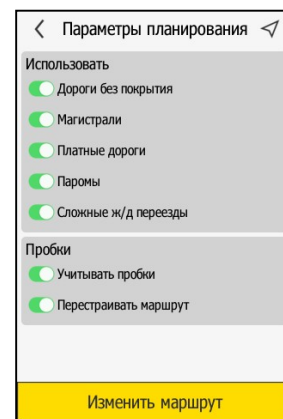 Параметры планирования
Использовать
Дороги без покрытия
Магистрали
Платные дороги
Паромы
Сложные ж/д переезды
Пробки
Учитывать пробки
Перестраивать маршрут
Изменить маршрут